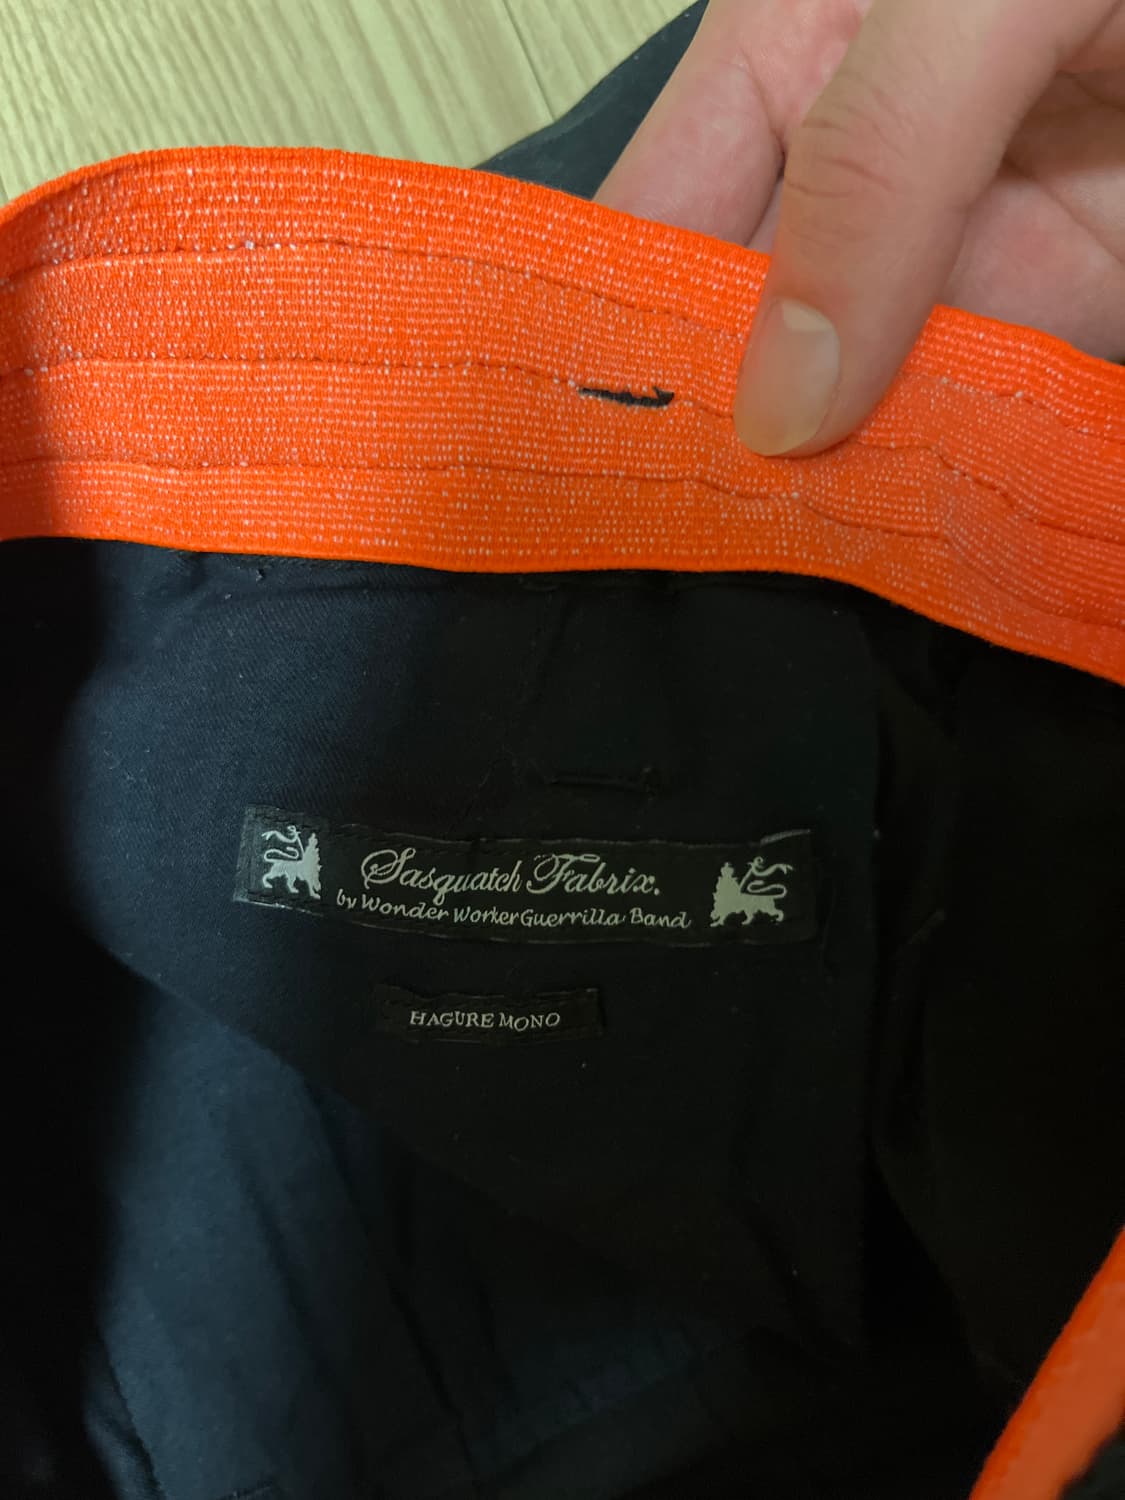 Sasquatch Fabrix.
by Wonder Worker Guerrilla Band
HAGURE MONO